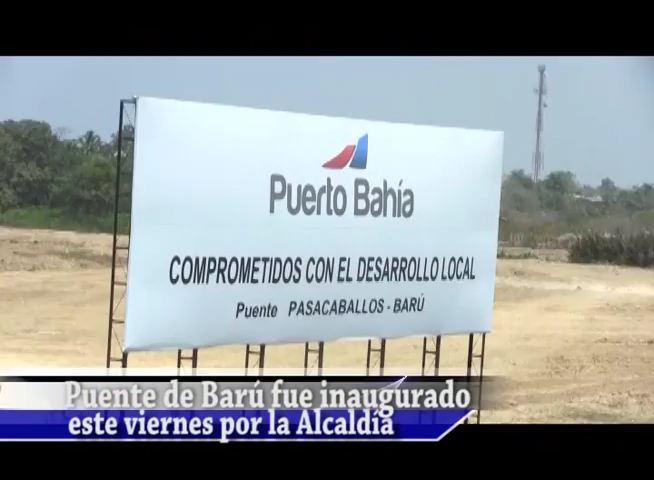 Puerto Bahía
COMPROMETIDOS CON EL DESARROLLO LOCAL
Puente PASACABALLOS - BARÚ
Puente de Barú fue inaugurado
este viernes por la Alcaldía